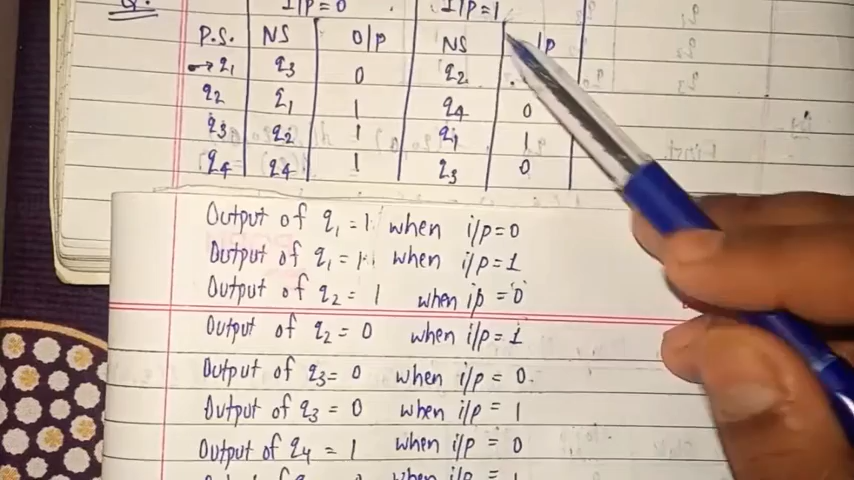 Q. I/P=0 I/P=1
P.S. NS O/p NS /p
→q1 q3 0 q2
q2 q1 1 q4 0
q3 q2 1 q1 1
q4 q4 1 q3 0
Output of q1 = 1 when i/p=0
Output of q1 = 1 when i/p=1
Output of q2 = 1 when i/p = 0
Output of q2 = 0 when i/p=1
Output of q3= 0 when i/p = 0.
Output of q3 = 0 when i/p = 1
Output of q4 = 1 when i/p = 0